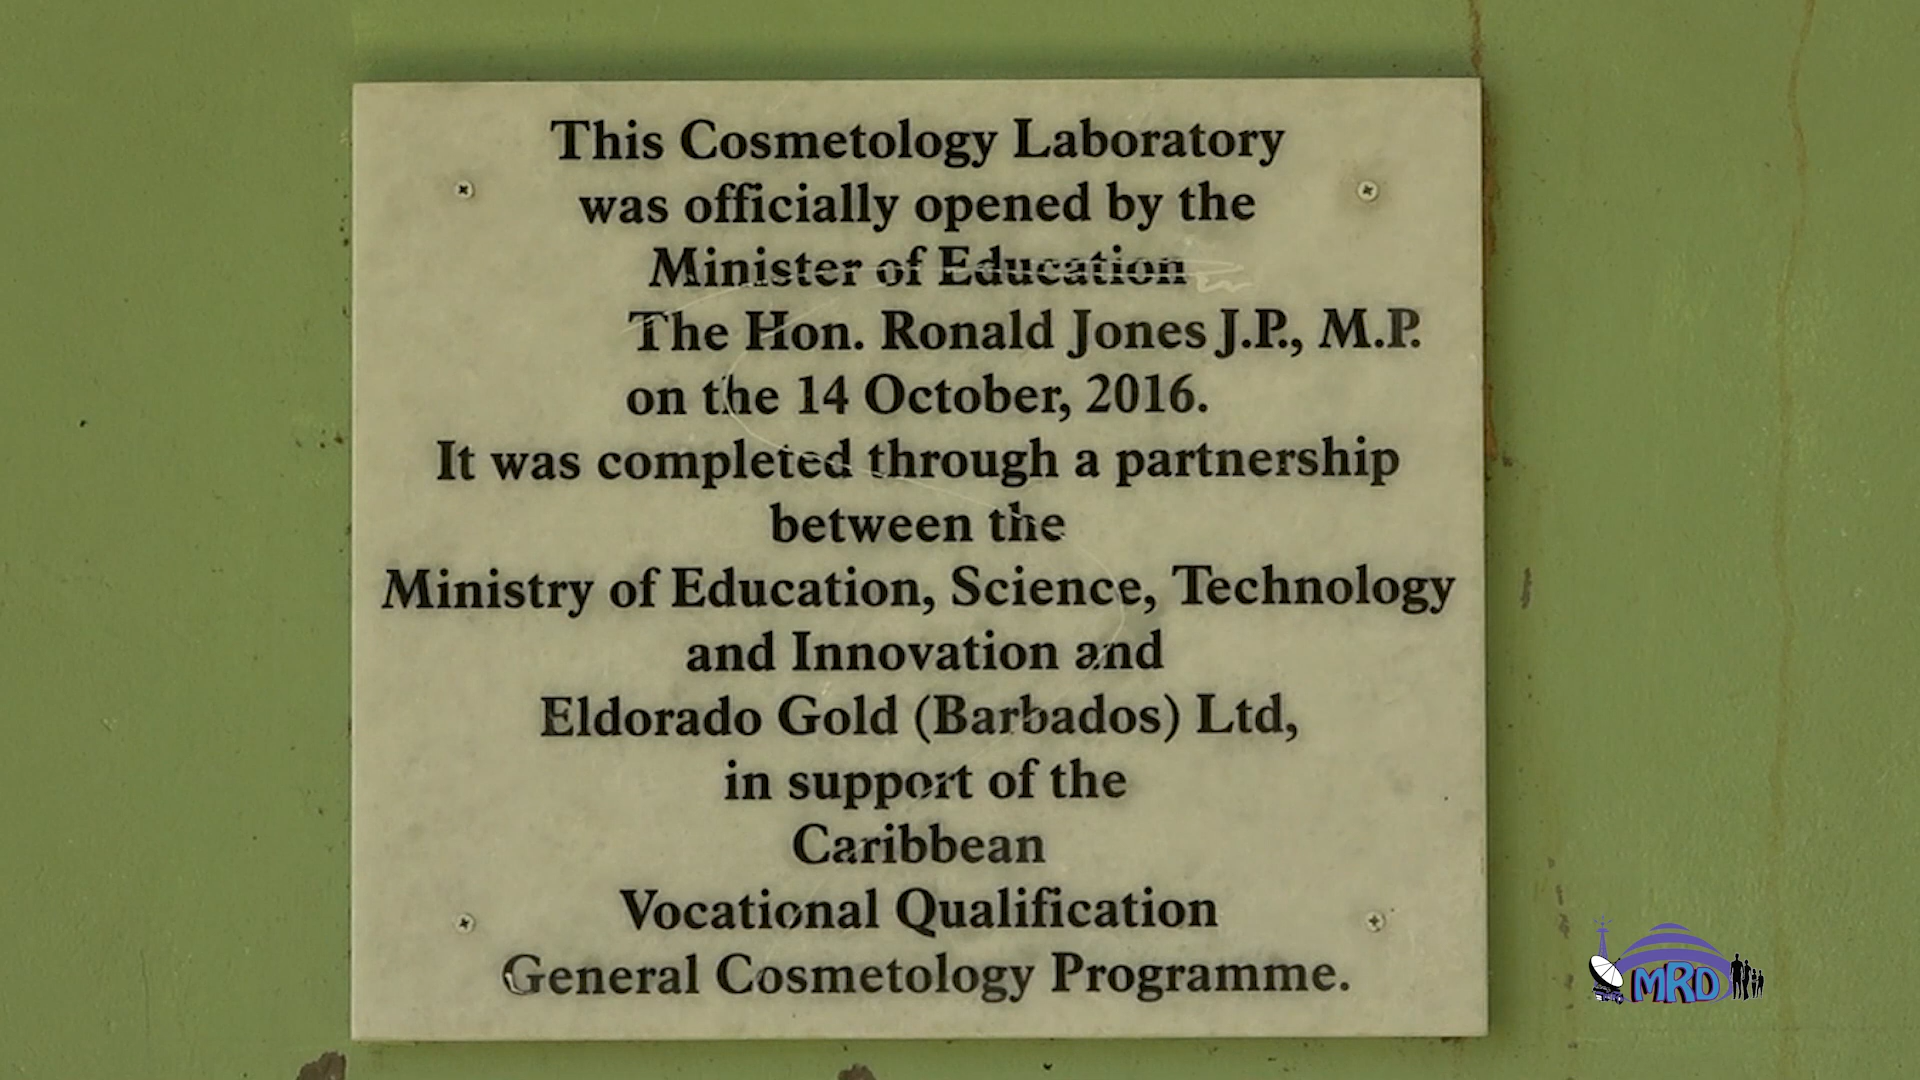 This Cosmetology Laboratory
was officially opened by the
Minister of Education
The Hon. Ronald Jones J.P., M.P.
on the 14 October, 2016.
It was completed through a partnership
between the
Ministry of Education, Science, Technology
and Innovation and
Eldorado Gold (Barbados) Ltd,
in support of the
Caribbean
Vocational Qualification
General Cosmetology Programme.
MRD